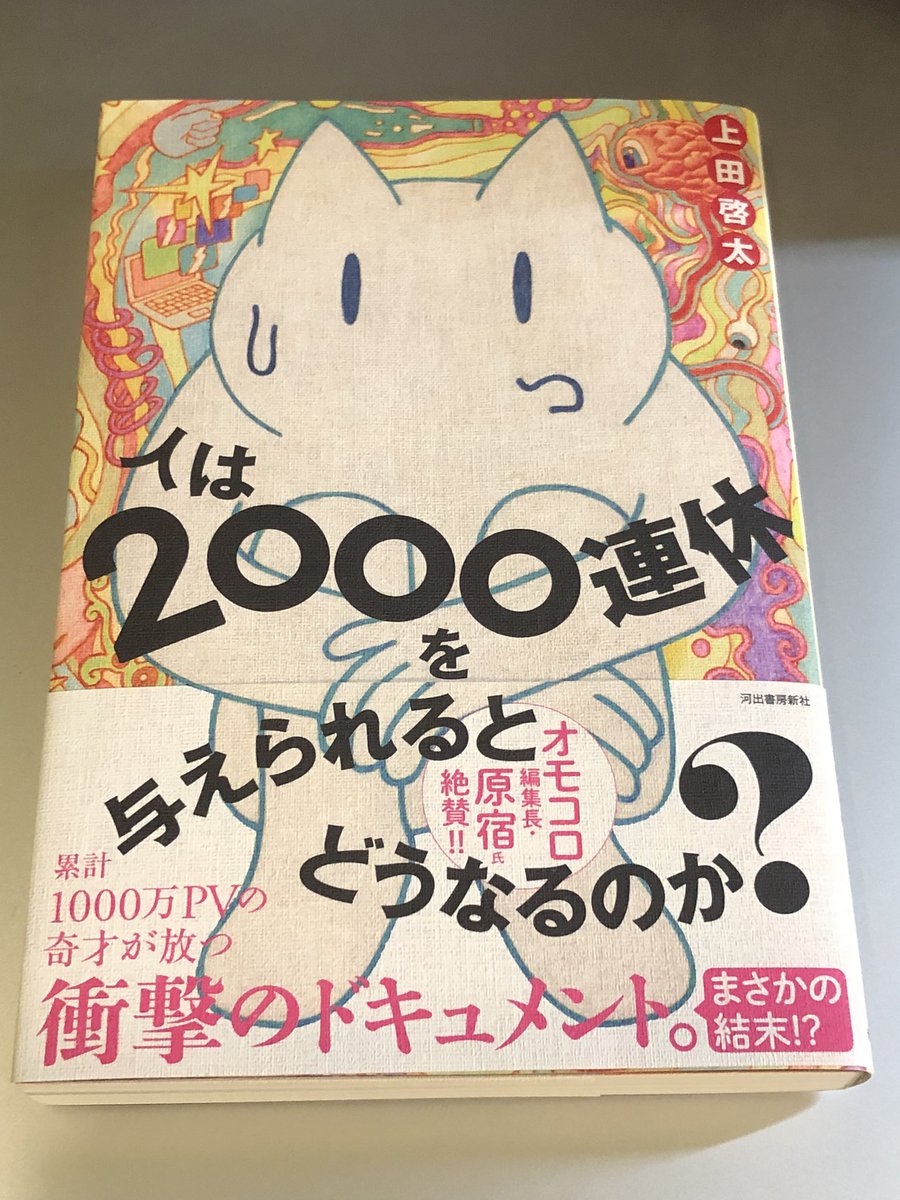 上田啓太
人は
2000連休
を
与えられると
どうなるのか?
河出書房新社
オモコロ
編集長・
原宿氏
絶賛!!
累計
1000万PVの
奇才が放つ
衝撃のドキュメント。
まさかの
結末!?